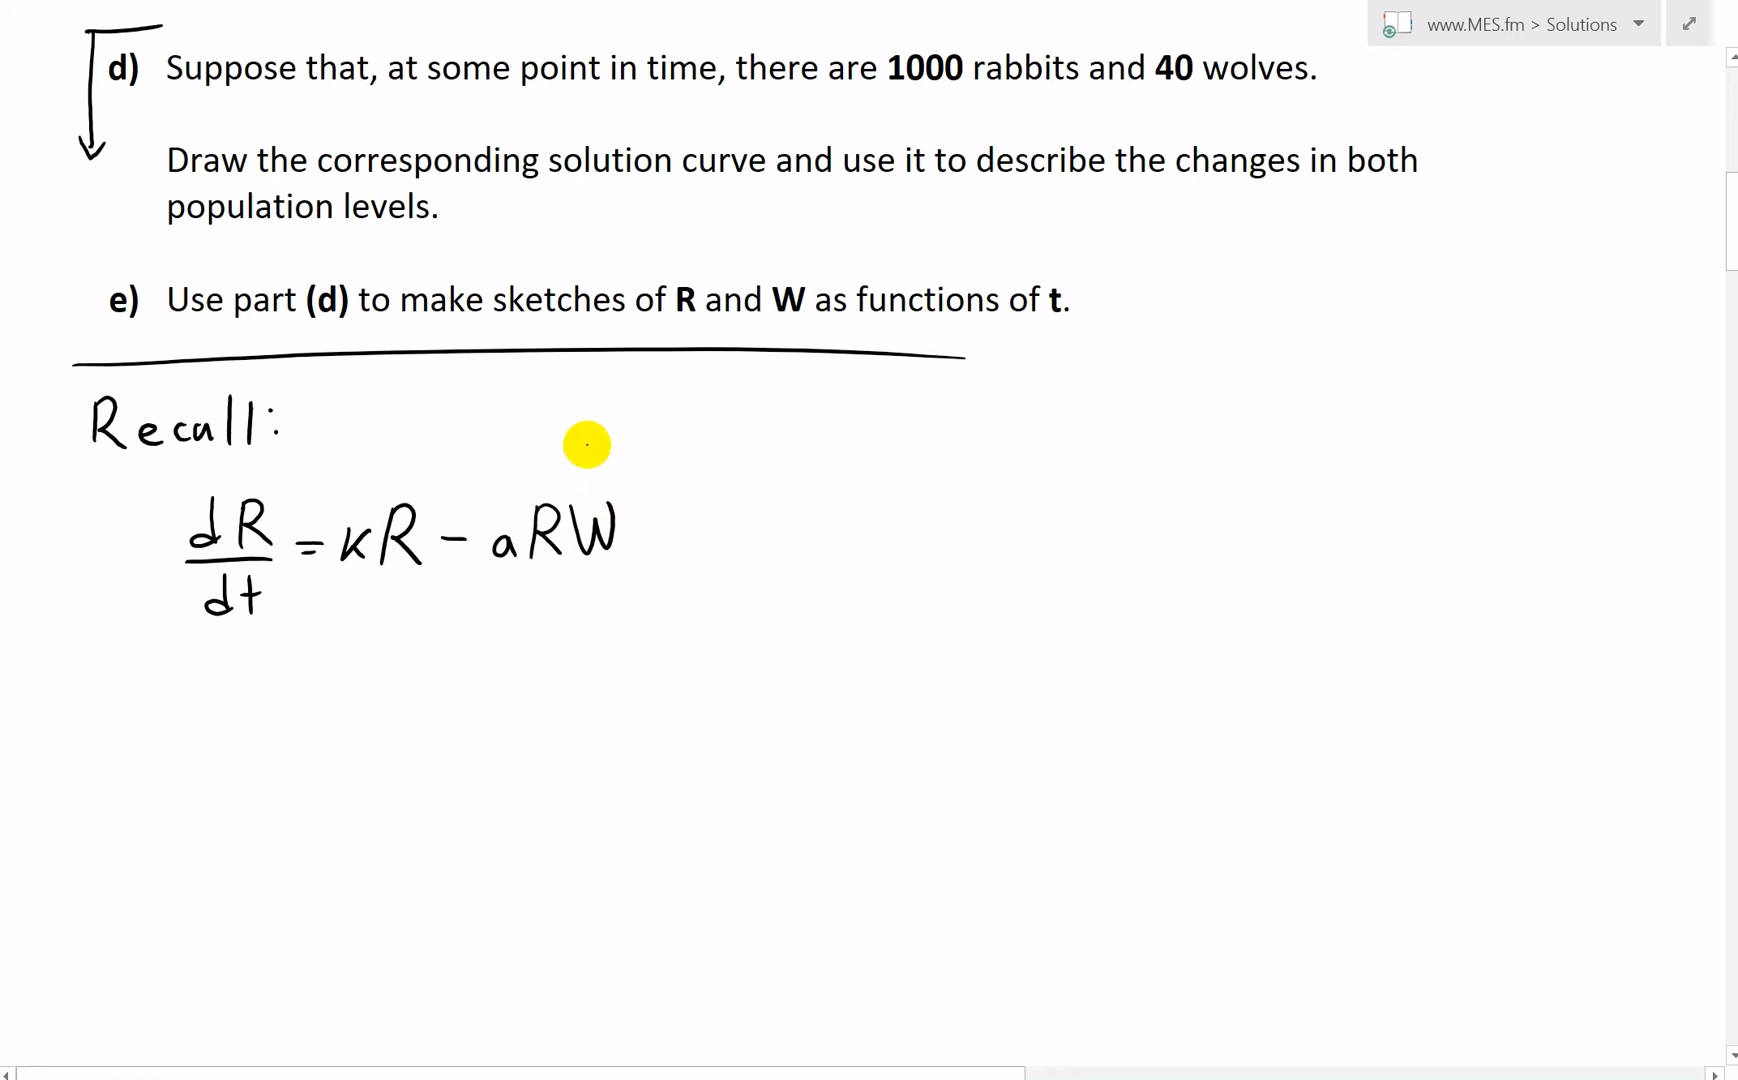 www.MES.fm > Solutions
d) Suppose that, at some point in time, there are 1000 rabbits and 40 wolves.
Draw the corresponding solution curve and use it to describe the changes in both
population levels.
e) Use part (d) to make sketches of R and W as functions of t.
Recall:
dR/dt = kR - aRW